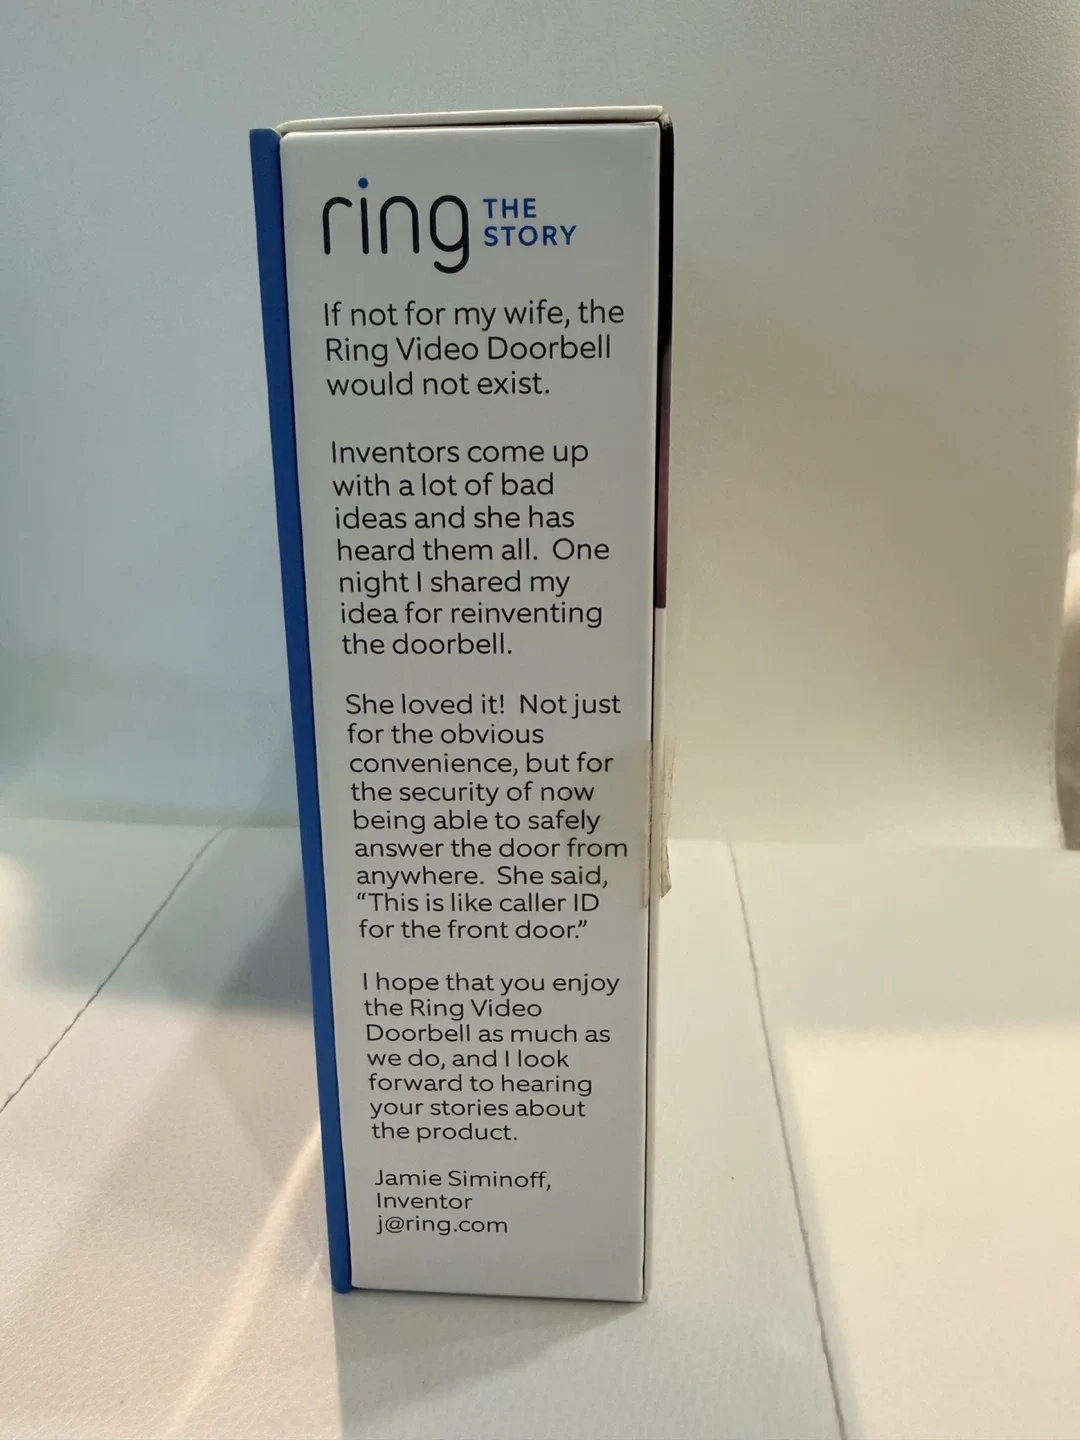 ring THE
STORY
If not for my wife, the
Ring Video Doorbell
would not exist.
Inventors come up
with a lot of bad
ideas and she has
heard them all. One
night I shared my
idea for reinventing
the doorbell.
She loved it! Not just
for the obvious
convenience, but for
the security of now
being able to safely
answer the door from
anywhere. She said,
“This is like caller ID
for the front door.”
I hope that you enjoy
the Ring Video
Doorbell as much as
we do, and I look
forward to hearing
your stories about
the product.
Jamie Siminoff,
Inventor
j@ring.com